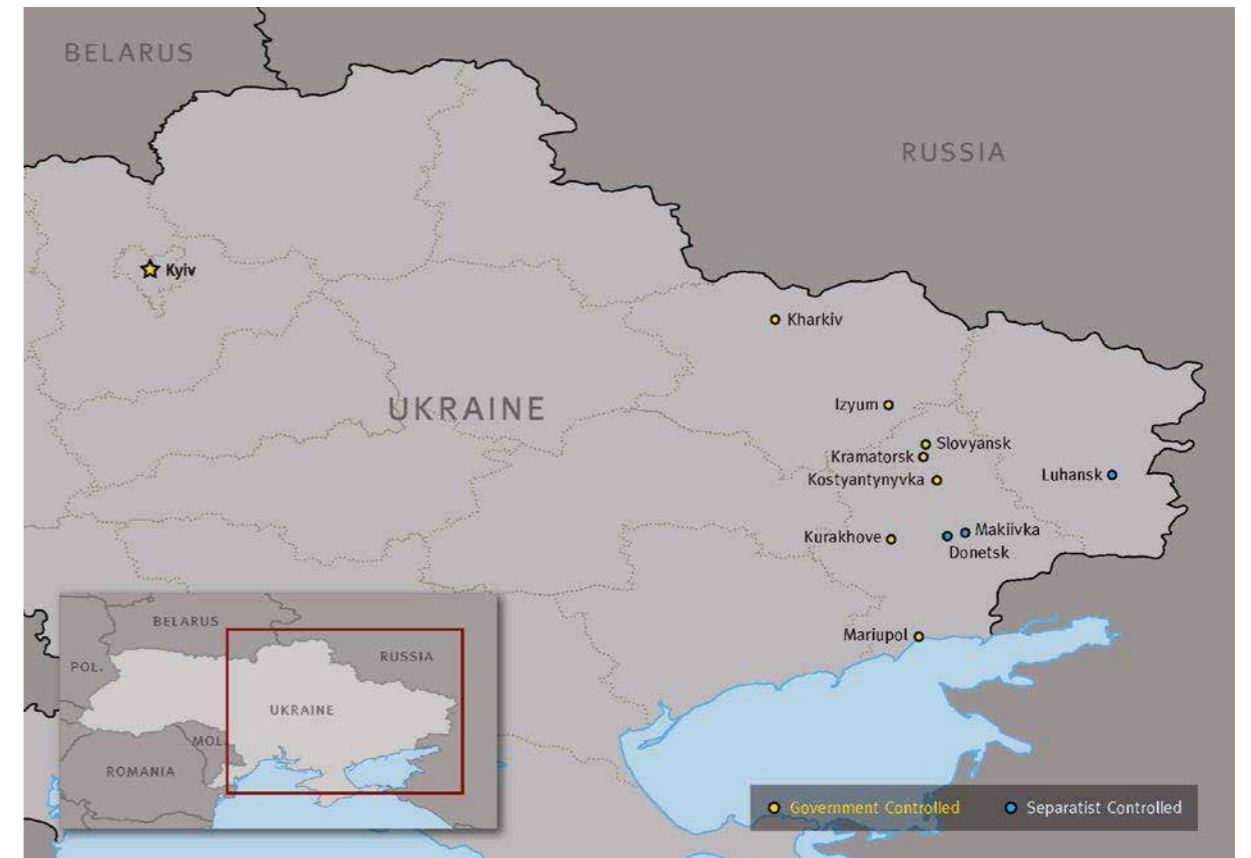 BELARUS
RUSSIA
Kyiv
Kharkiv
UKRAINE
Izyum
Slovyansk
Kramatorsk
Kostyantynyvka
Luhansk
Kurakhove
Makiivka
Donetsk
Mariupol
BELARUS
RUSSIA
POL.
UKRAINE
MOL.
ROMANIA
Government Controlled
Separatist Controlled